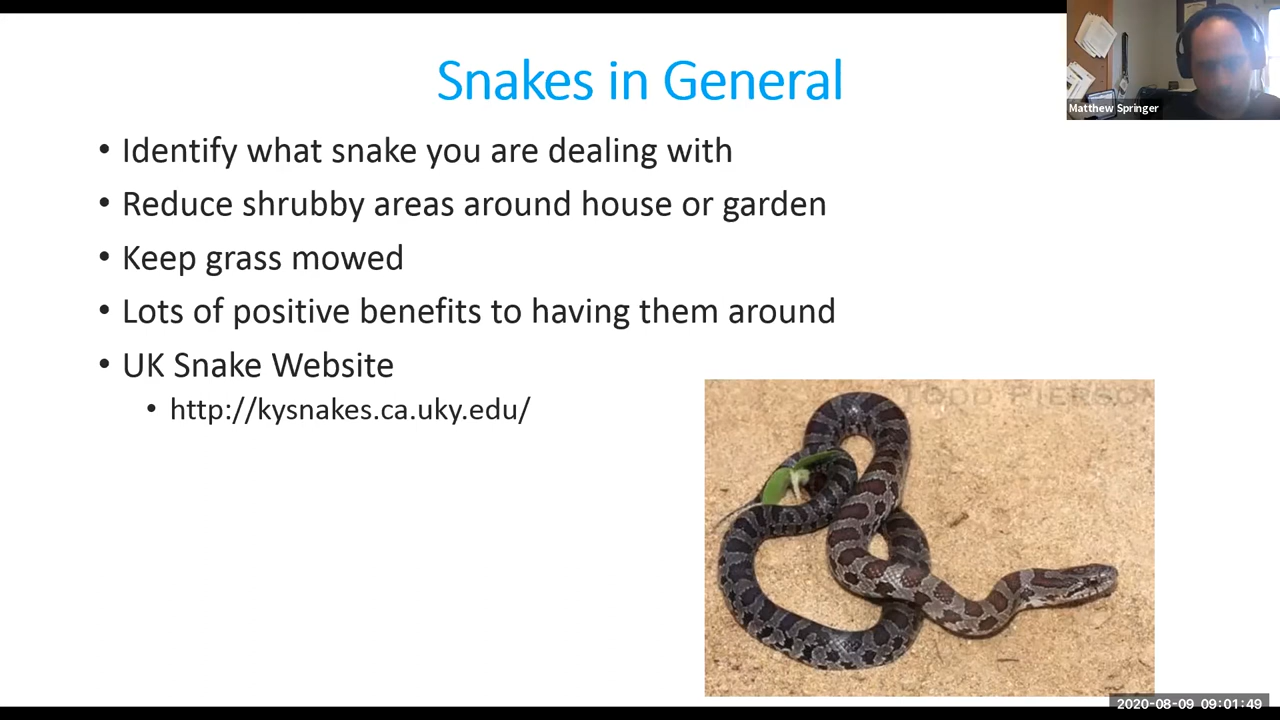 Snakes in General
Matthew Springer
• Identify what snake you are dealing with
• Reduce shrubby areas around house or garden
• Keep grass mowed
• Lots of positive benefits to having them around
• UK Snake Website
• http://kysnakes.ca.uky.edu/
TODD PIERSON
2020-08-09 09:01:49